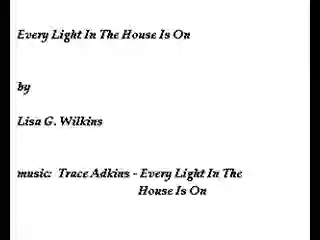 Every Light In The House Is On
by
Lisa G. Wilkins
music: Trace Adkins - Every Light In The
House Is On